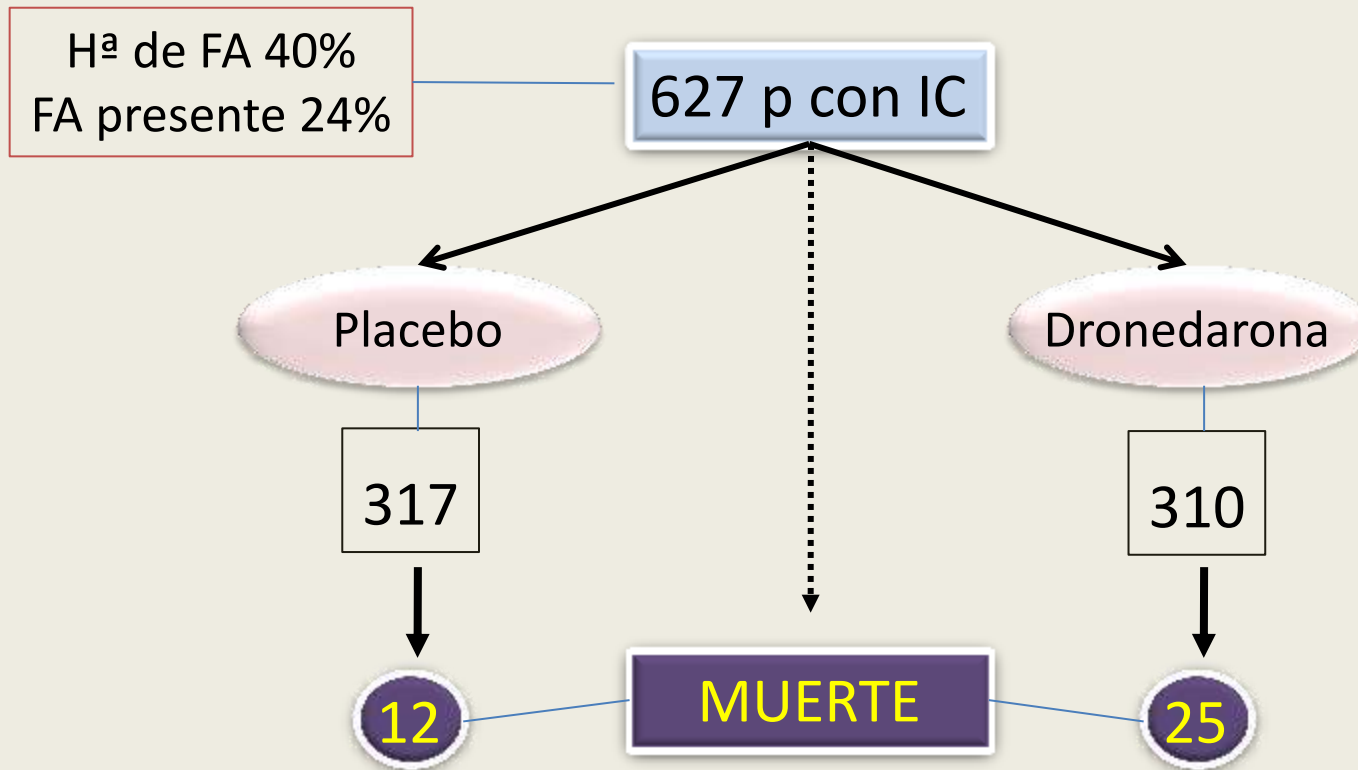 Hª de FA 40%
FA presente 24%
627 p con IC
Placebo
Dronedarona
317
310
12
MUERTE
25